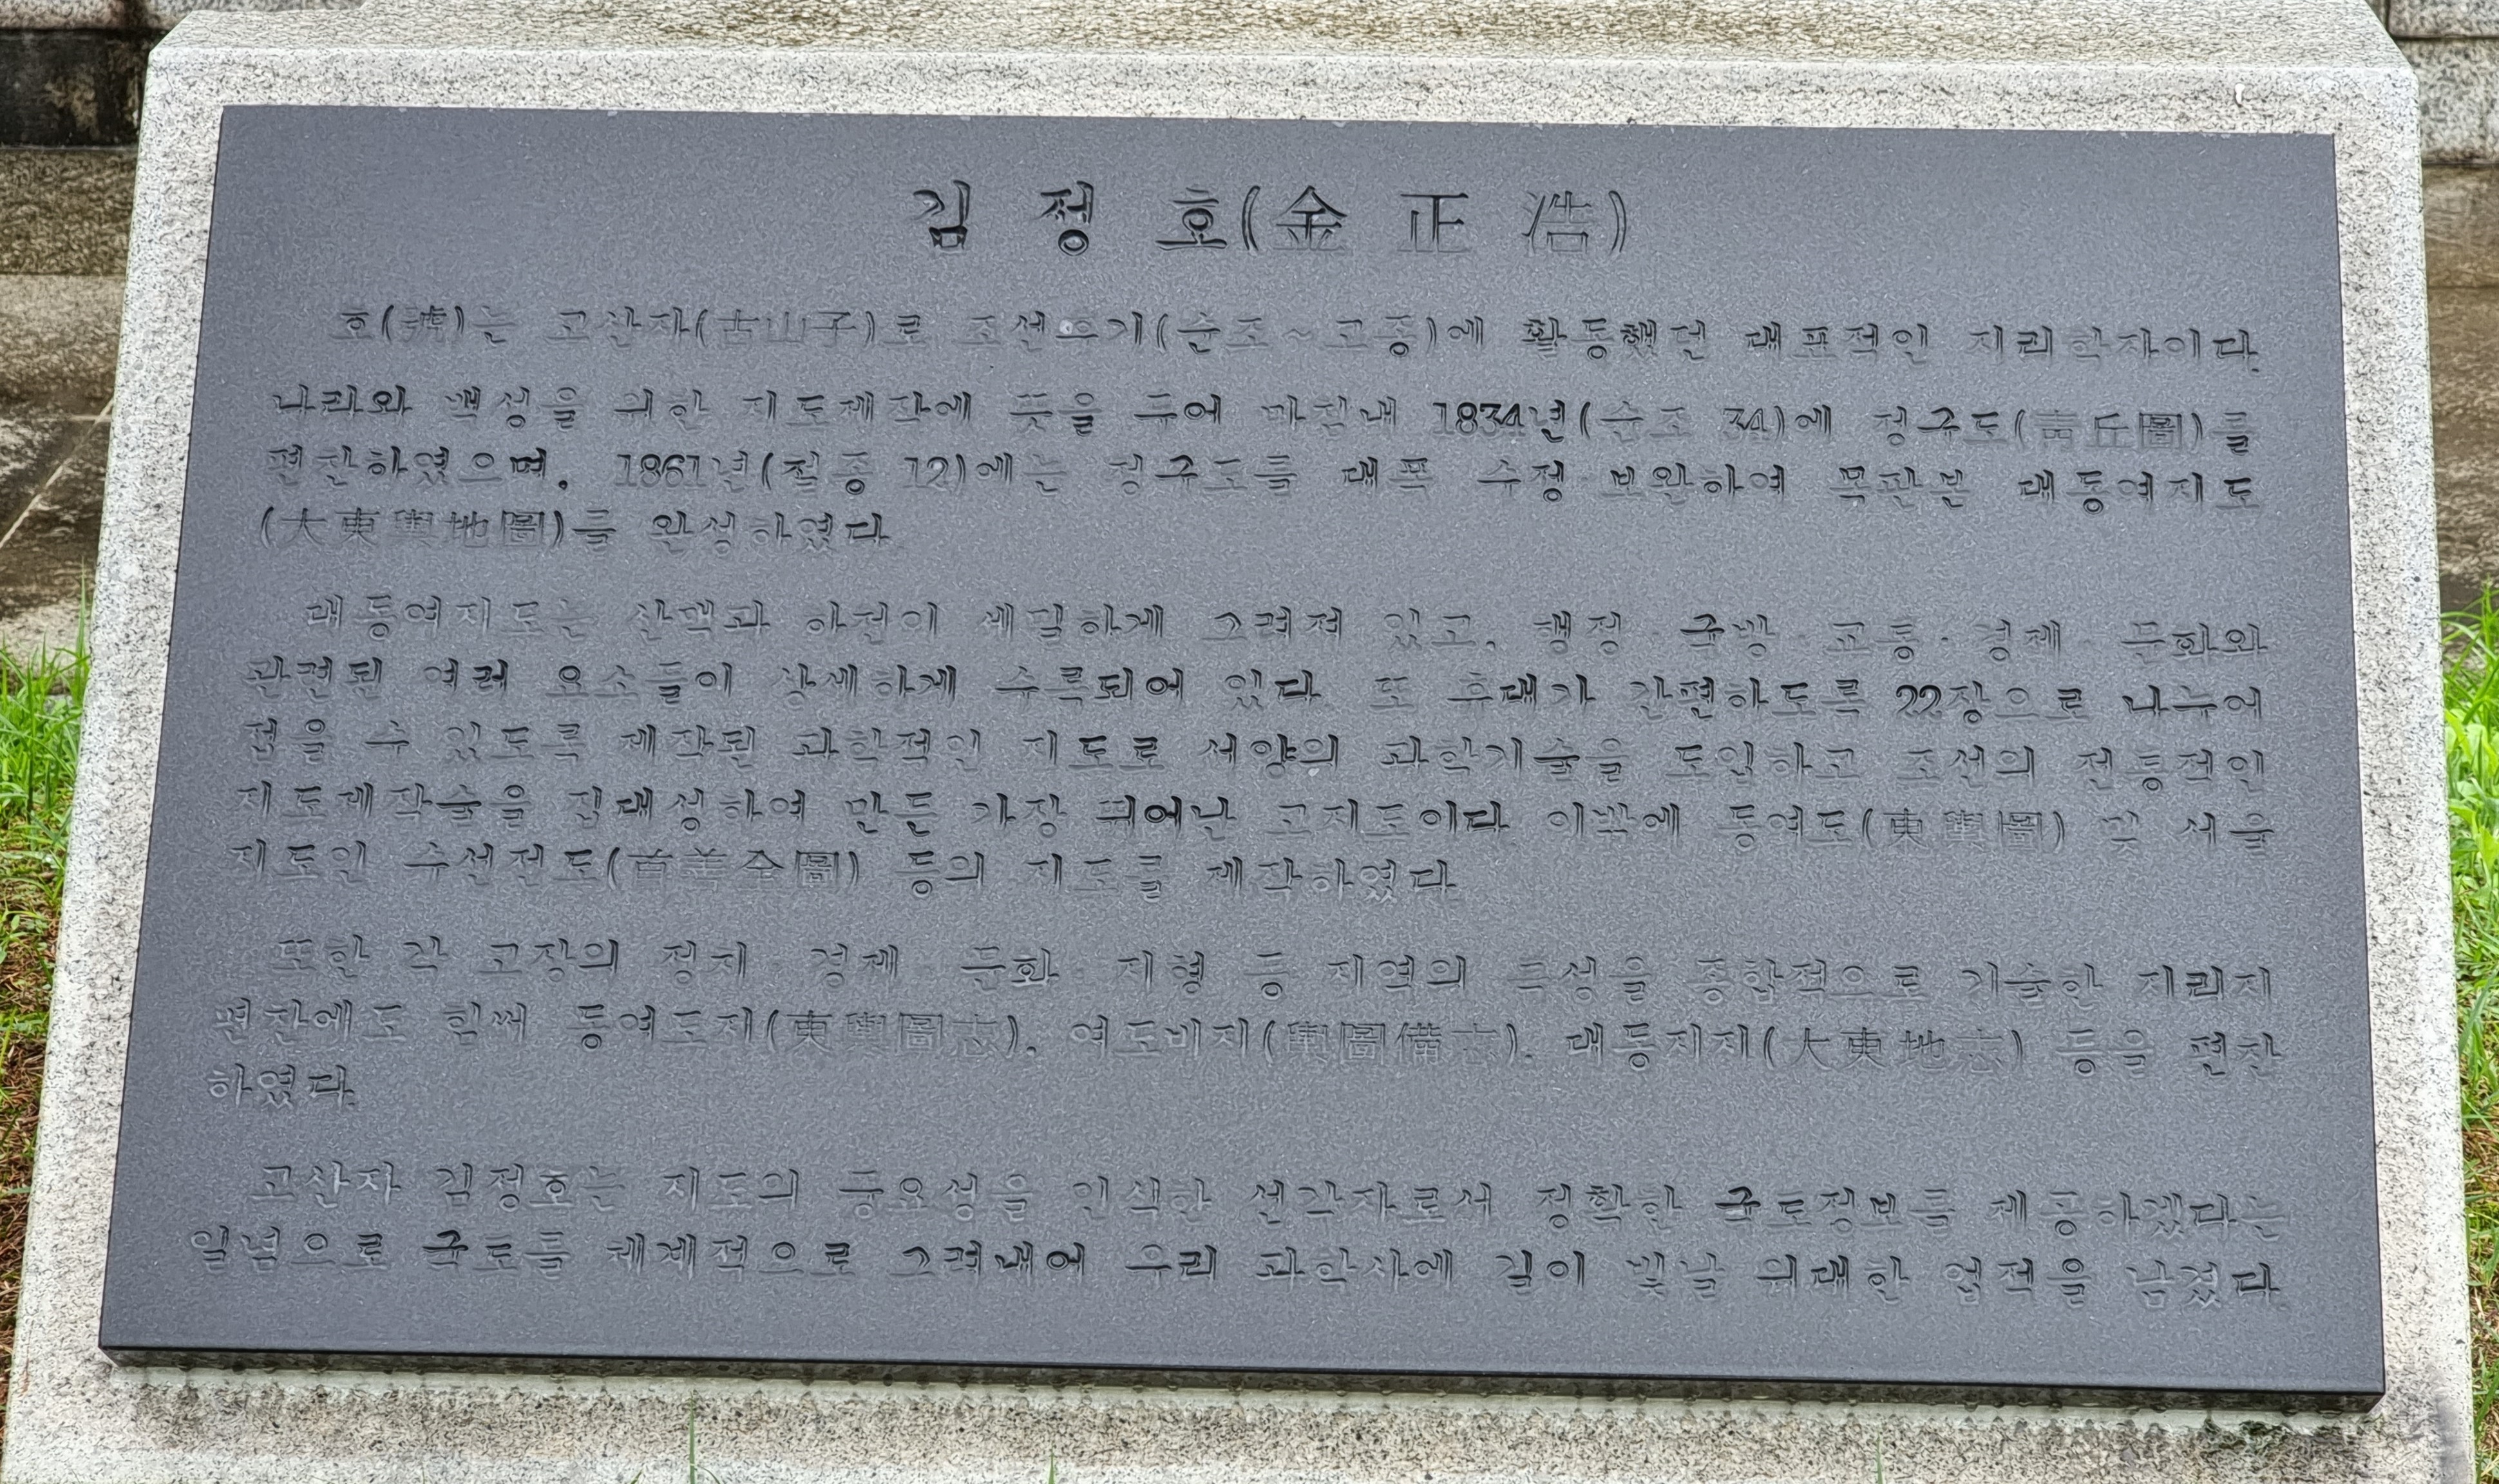 김 정 호(金 正 浩)
호(號)는 고산자(古山子)로 조선후기(순조~고종)에 활동했던 대표적인 지리학자이다.
나라와 백성을 위한 지도제작에 뜻을 두어 마침내 1834년(순조 34)에 청구도(靑丘圖)를
편찬하였으며, 1861년(철종 12)에는 청구도를 대폭 수정·보완하여 목판본 대동여지도
(大東輿地圖)를 완성하였다.
대동여지도는 산맥과 하천이 세밀하게 그려져 있고, 행정·국방·교통·경제·문화와
관련된 여러 요소들이 상세하게 수록되어 있다. 또 휴대가 간편하도록 22장으로 나누어
접을 수 있도록 제작된 과학적인 지도로 서양의 과학기술을 도입하고 조선의 전통적인
지도제작술을 집대성하여 만든 가장 뛰어난 고지도이다. 이밖에 동여도(東輿圖) 및 서울
지도인 수선전도(首善全圖) 등의 지도를 제작하였다.
또한 각 고장의 정치·경제·문화·지형 등 지역의 특성을 종합적으로 기술한 지리지
편찬에도 힘써 동여도지(東輿圖志), 여도비지(輿圖備志), 대동지지(大東地志) 등을 편찬
하였다.
고산자 김정호는 지도의 중요성을 인식한 선각자로서 정확한 국토정보를 제공하겠다는
일념으로 국토를 체계적으로 그려내어 우리 과학사에 길이 빛날 위대한 업적을 남겼다.